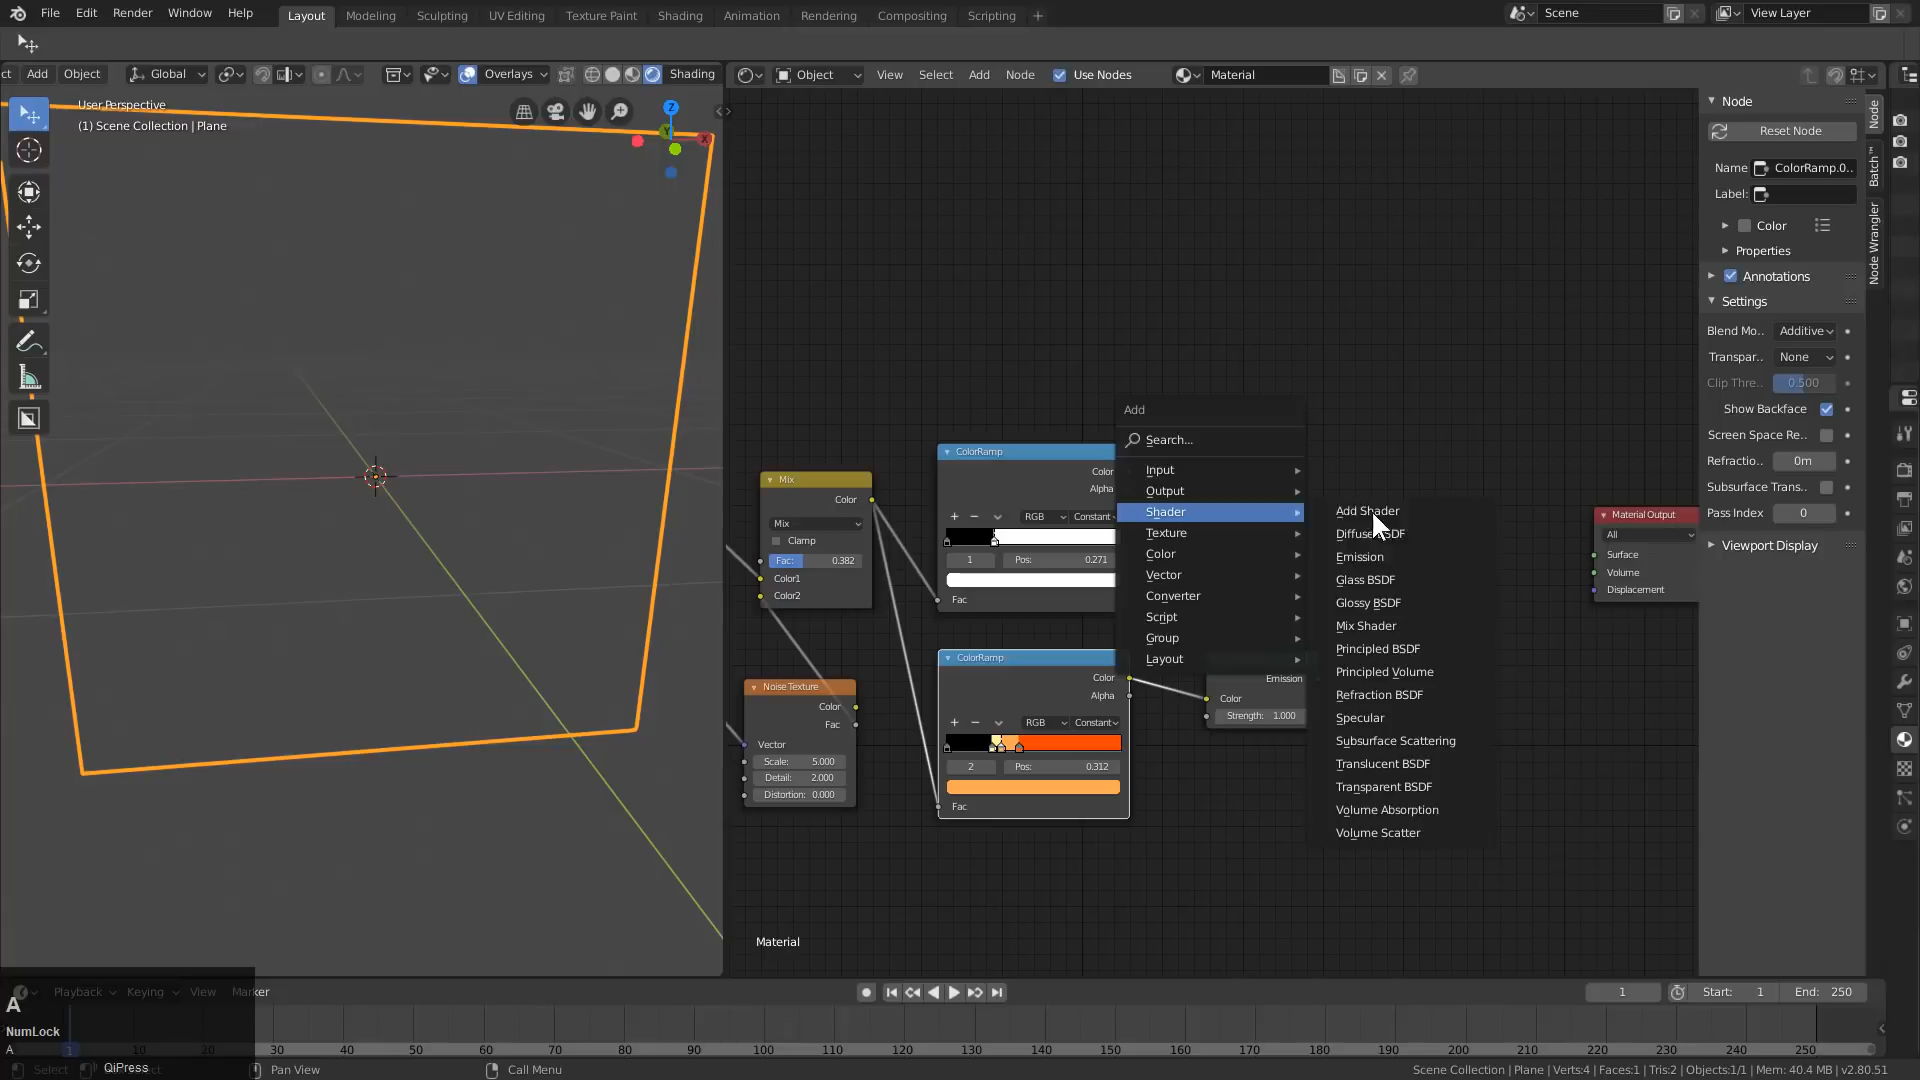 File Edit Render Window Help Layout Modeling Sculpting UV Editing Texture Paint Shading Animation Rendering Compositing Scripting + Scene View Layer
ct Add Object Global Overlays Shading
Object View Select Add Node Use Nodes Material
User Perspective
(1) Scene Collection | Plane
Z
Y
X
Mix
Color
Mix
Clamp
Fac: 0.382
Color1
Color2
Noise Texture
Color
Fac
Vector
Scale: 5.000
Detail: 2.000
Distortion: 0.000
ColorRamp
Color
Alpha
RGB Constant
1 Pos: 0.271
Fac
ColorRamp
Color
Alpha
RGB Constant
2 Pos: 0.312
Fac
Emission
Color
Strength: 1.000
Add
Search...
Input
Output
Shader
Texture
Color
Vector
Converter
Script
Group
Layout
Add Shader
Diffuse BSDF
Emission
Glass BSDF
Glossy BSDF
Mix Shader
Principled BSDF
Principled Volume
Refraction BSDF
Specular
Subsurface Scattering
Translucent BSDF
Transparent BSDF
Volume Absorption
Volume Scatter
Material Output
All
Surface
Volume
Displacement
Material
Node
Reset Node
Name ColorRamp.0..
Label:
Color
Properties
Annotations
Settings
Blend Mo.. Additive
Transpar.. None
Clip Thre.. 0.500
Show Backface
Screen Space Re..
Refractio.. 0m
Subsurface Trans..
Pass Index 0
Viewport Display
Node
Batch™
Node Wrangler
Playback Keying View Marker
1 Start: 1 End: 250
1 10 20 30 40 50 60 70 80 90 100 110 120 130 140 150 160 170 180 190 200 210 220 230 240 250
A
NumLock
A
QiPress
Select Pan View Call Menu
Scene Collection | Plane | Verts:4 | Faces:1 | Tris:2 | Objects:1/1 | Mem: 40.4 MB | v2.80.51